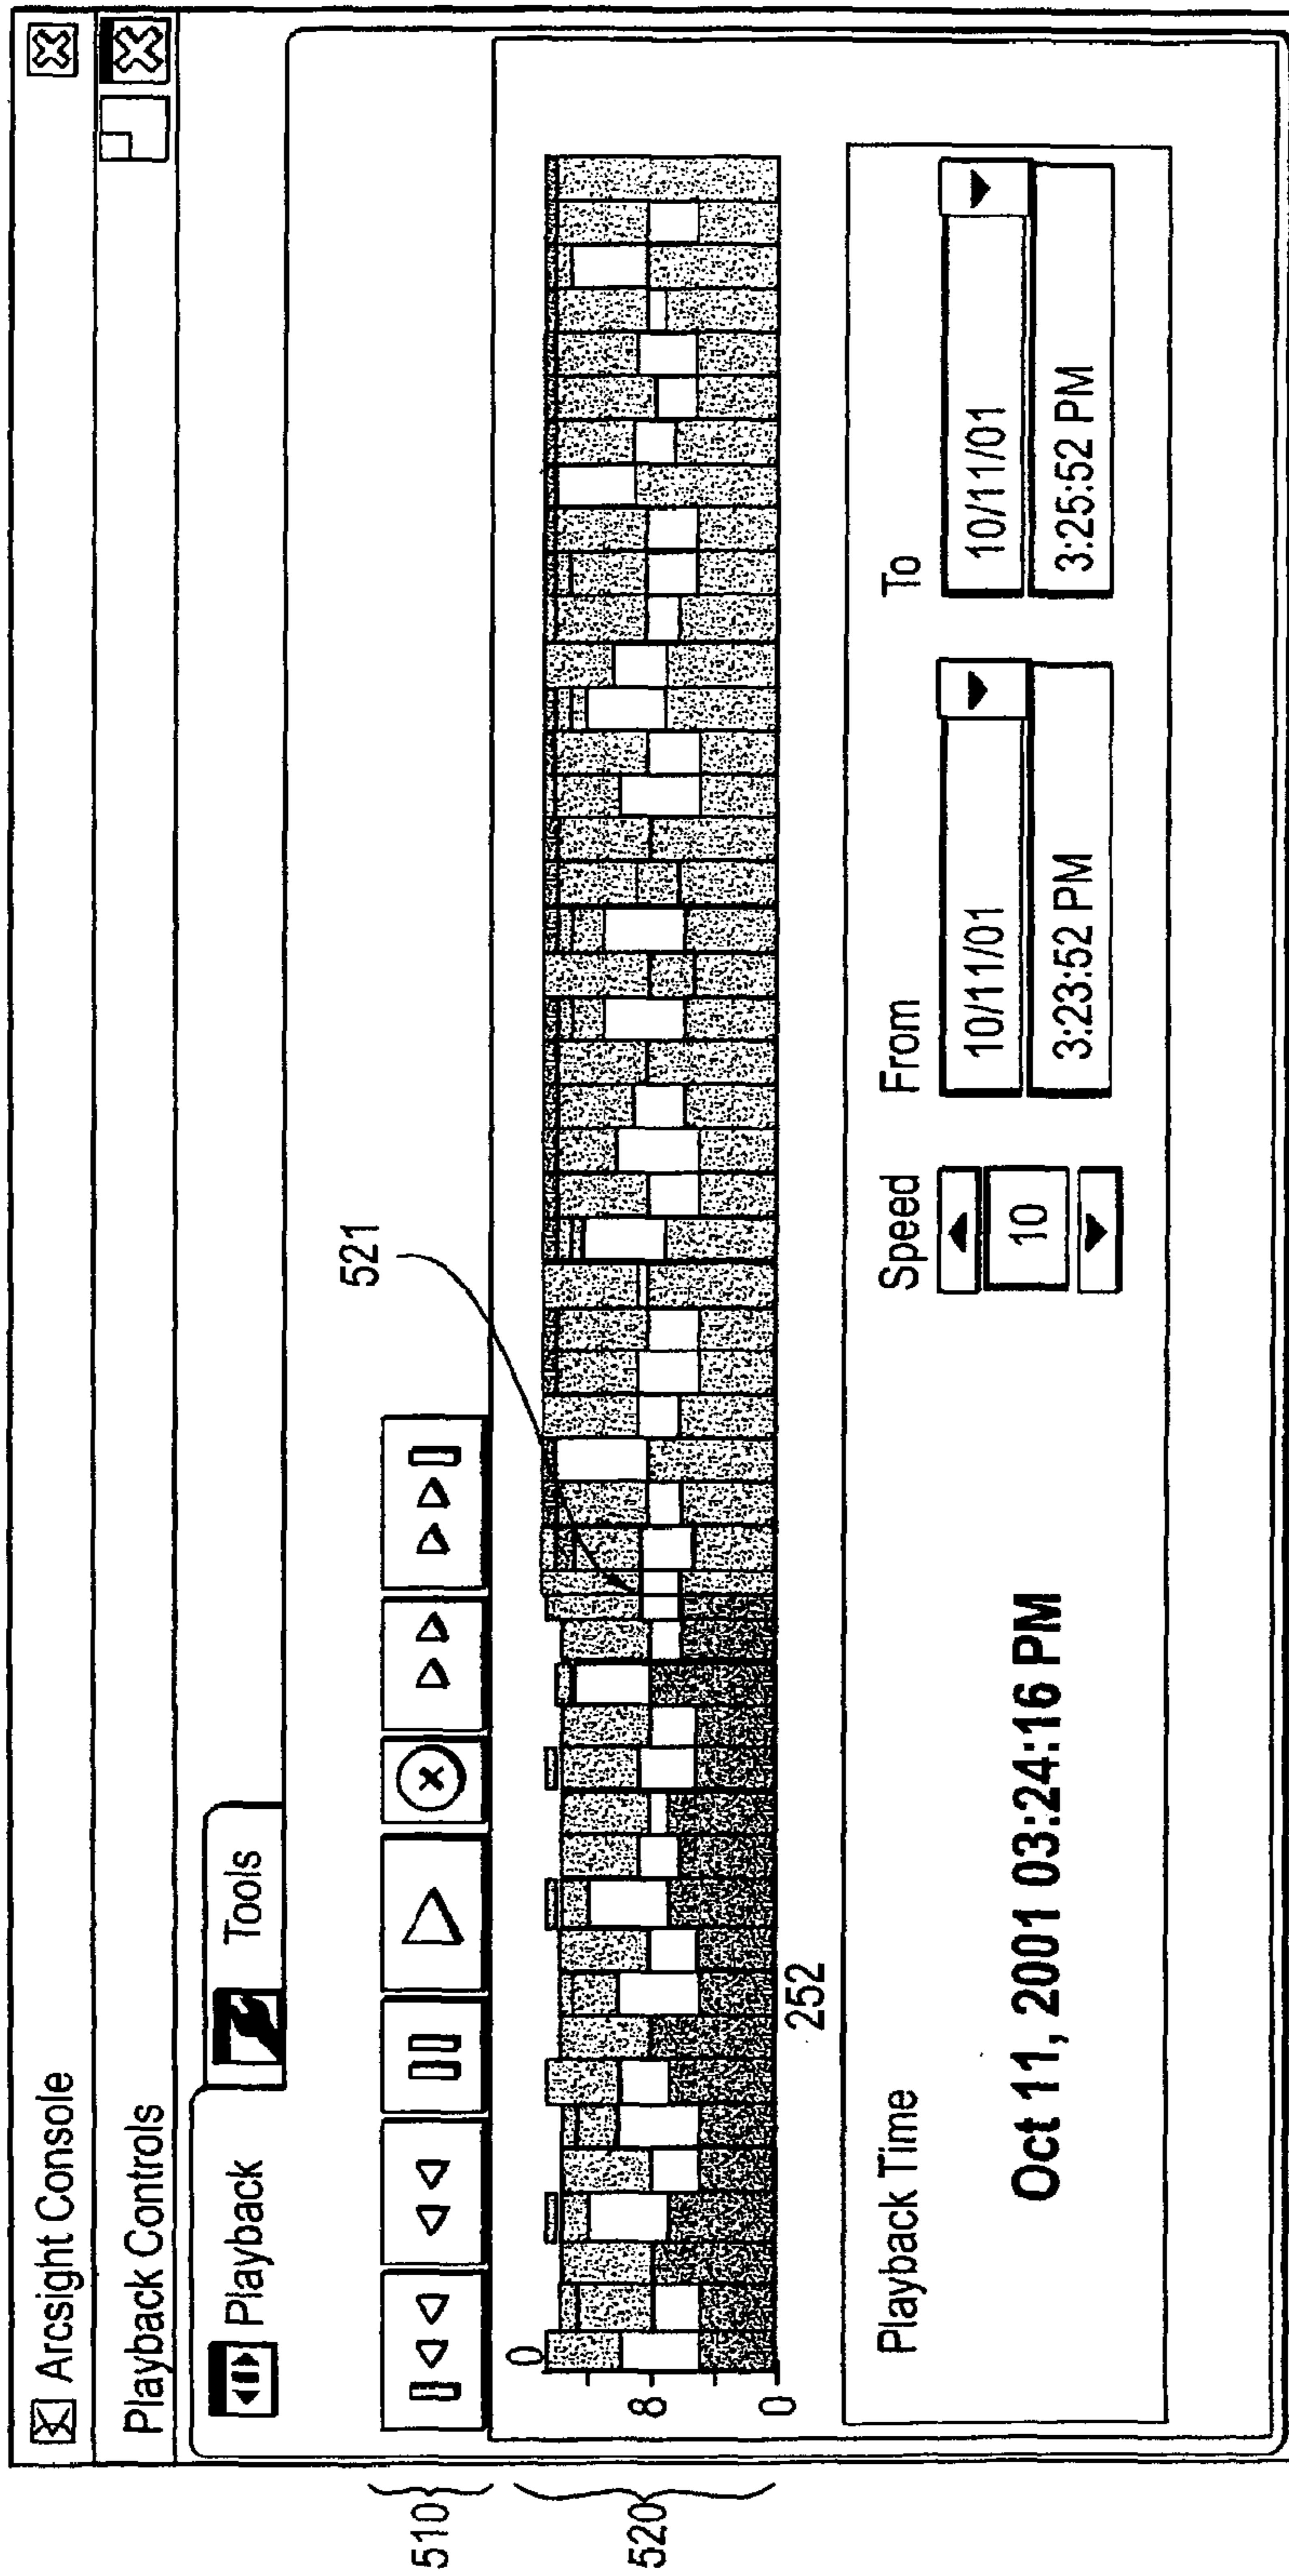 Arcsight Console
Playback Controls
Playback
Tools
510
521
520
0
8
0
252
Playback Time
Speed
From
To
Oct 11, 2001 03:24:16 PM
10
10/11/01
10/11/01
3:23:52 PM
3:25:52 PM